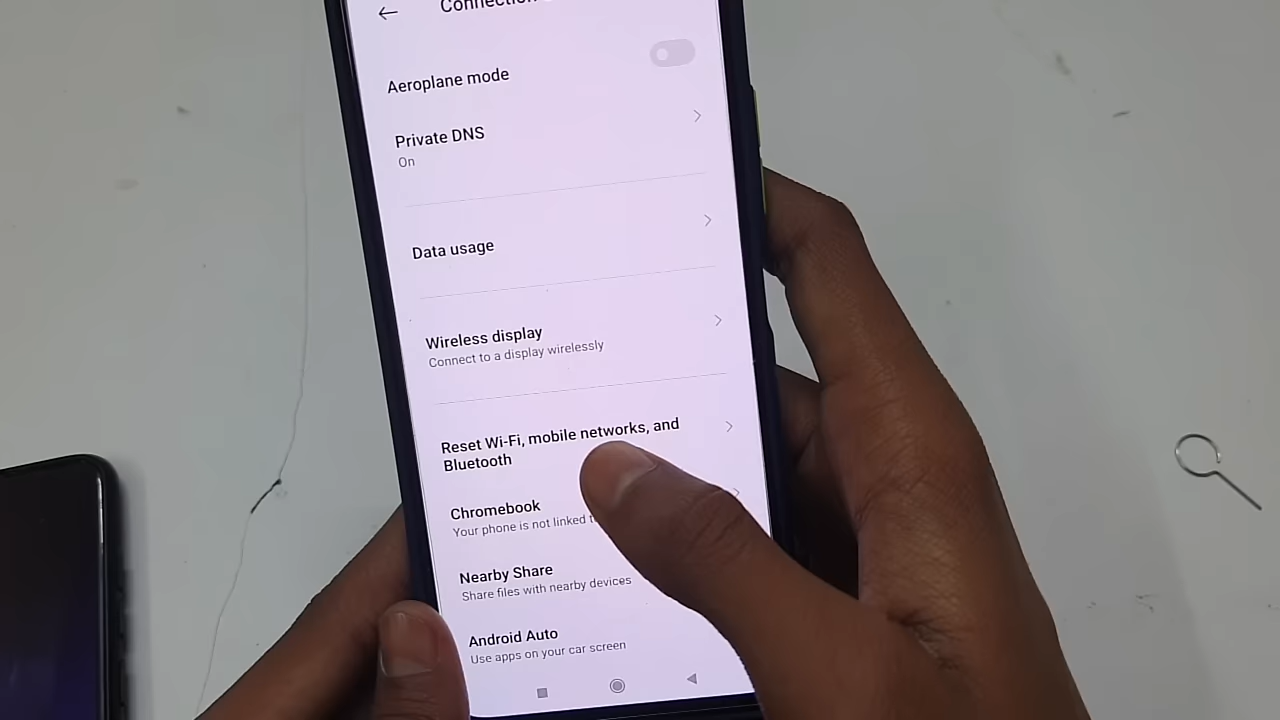 Connection
Aeroplane mode
Private DNS
On
Data usage
Wireless display
Connect to a display wirelessly
Reset Wi-Fi, mobile networks, and
Bluetooth
Chromebook
Your phone is not linked
Nearby Share
Share files with nearby devices
Android Auto
Use apps on your car screen